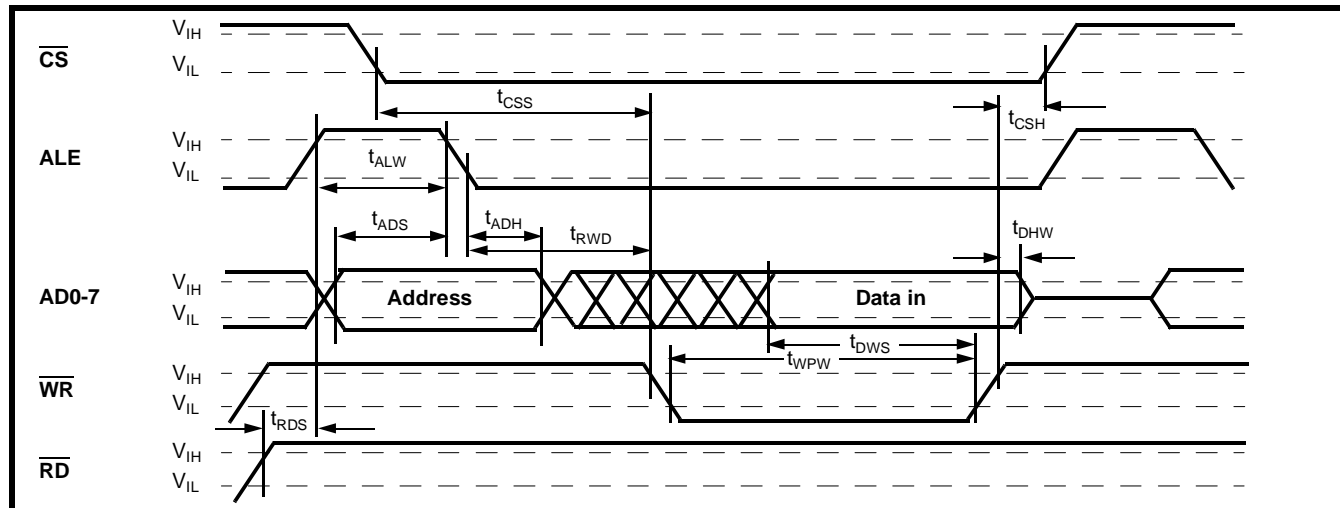 V_IH
CS
V_IL
t_CSS
t_CSH
V_IH
ALE
V_IL
t_ALW
t_ADS
t_ADH
t_RWD
t_DHW
V_IH
AD0-7
Address
Data in
V_IL
t_DWS
t_WPW
V_IH
WR
V_IL
t_RDS
V_IH
RD
V_IL